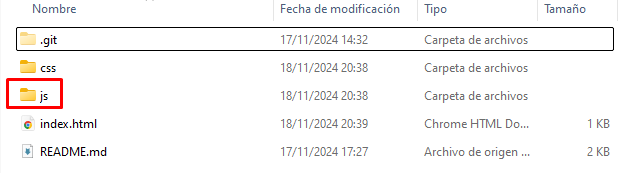 Fecha de modificación Tipo Tamaño
.git 17/11/2024 14:32 Carpeta de archivos
css 18/11/2024 20:38 Carpeta de archivos
js 18/11/2024 20:38 Carpeta de archivos
index.html 18/11/2024 20:39 Chrome HTML Do... 1 KB
README.md 17/11/2024 17:27 Archivo de origen ... 2 KB